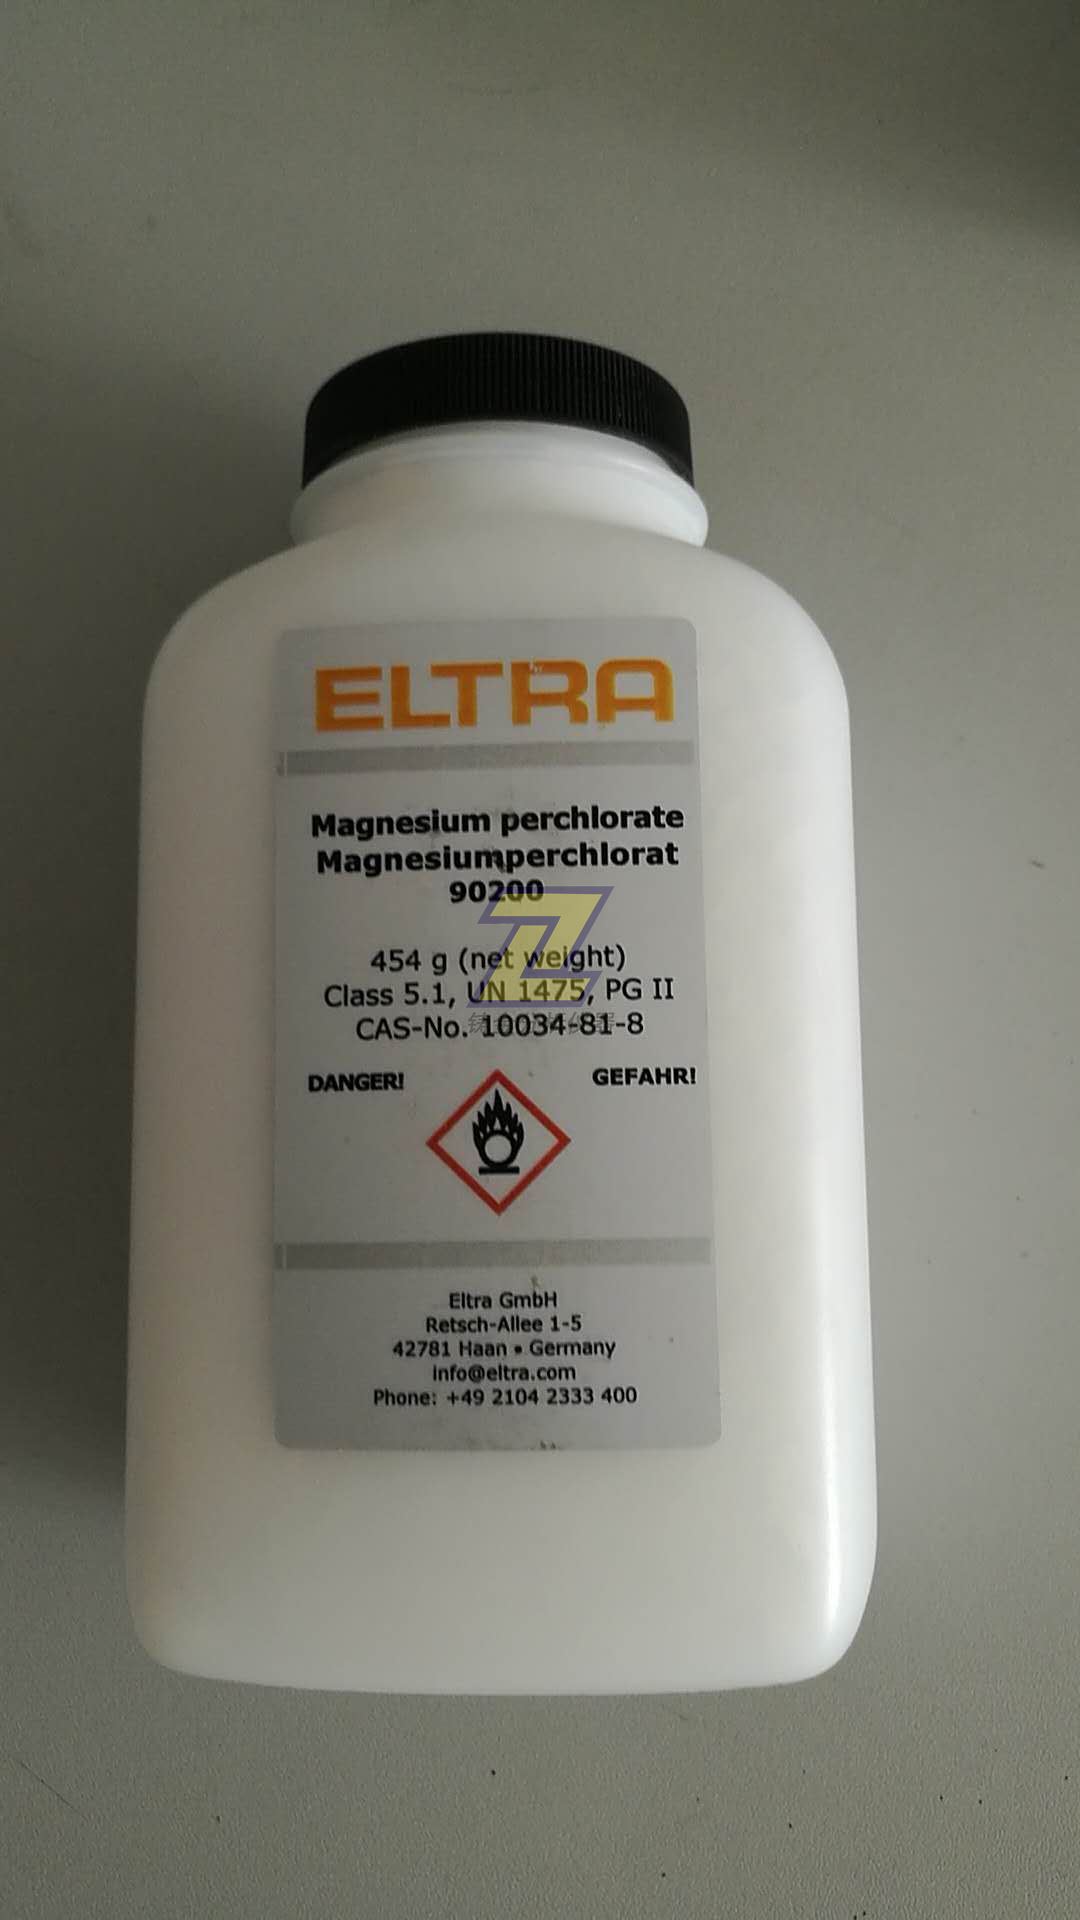 ELTRA
Magnesium perchlorate
Magnesiumperchlorat
90200
454 g (net weight)
Class 5.1, UN 1475, PG II
CAS-No. 10034-81-8
DANGER!
GEFAHR!
Eltra GmbH
Retsch-Allee 1-5
42781 Haan • Germany
info@eltra.com
Phone: +49 2104 2333 400